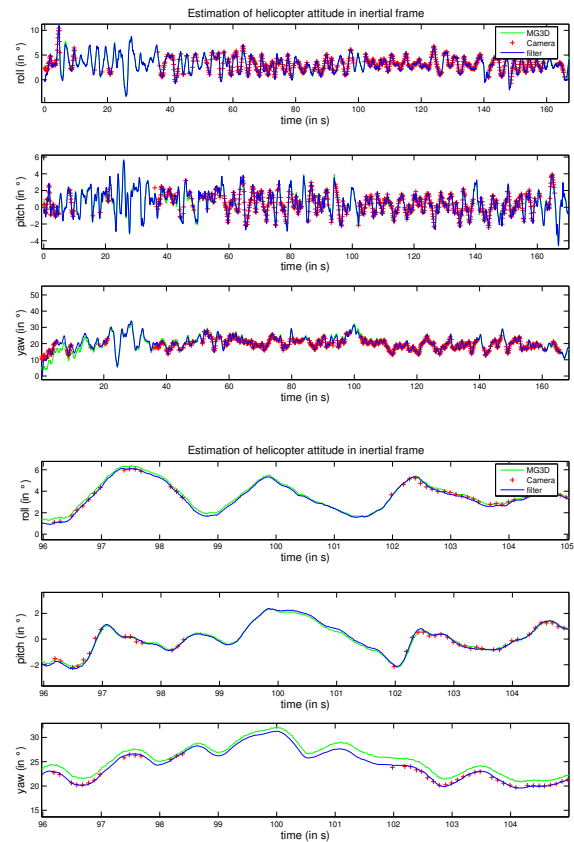 Estimation of helicopter attitude in inertial frame
MG3D
Camera
filter
roll (in °)
10
5
0
0 20 40 60 80 100 120 140 160
time (in s)
pitch (in °)
6
4
2
0
−2
−4
0 20 40 60 80 100 120 140 160
time (in s)
yaw (in °)
50
40
30
20
10
0
20 40 60 80 100 120 140 160
time (in s)
Estimation of helicopter attitude in inertial frame
MG3D
Camera
filter
roll (in °)
6
4
2
0
96 97 98 99 100 101 102 103 104 105
time (in s)
pitch (in °)
2
0
−2
96 97 98 99 100 101 102 103 104
time (in s)
yaw (in °)
30
25
20
15
96 97 98 99 100 101 102 103 104
time (in s)